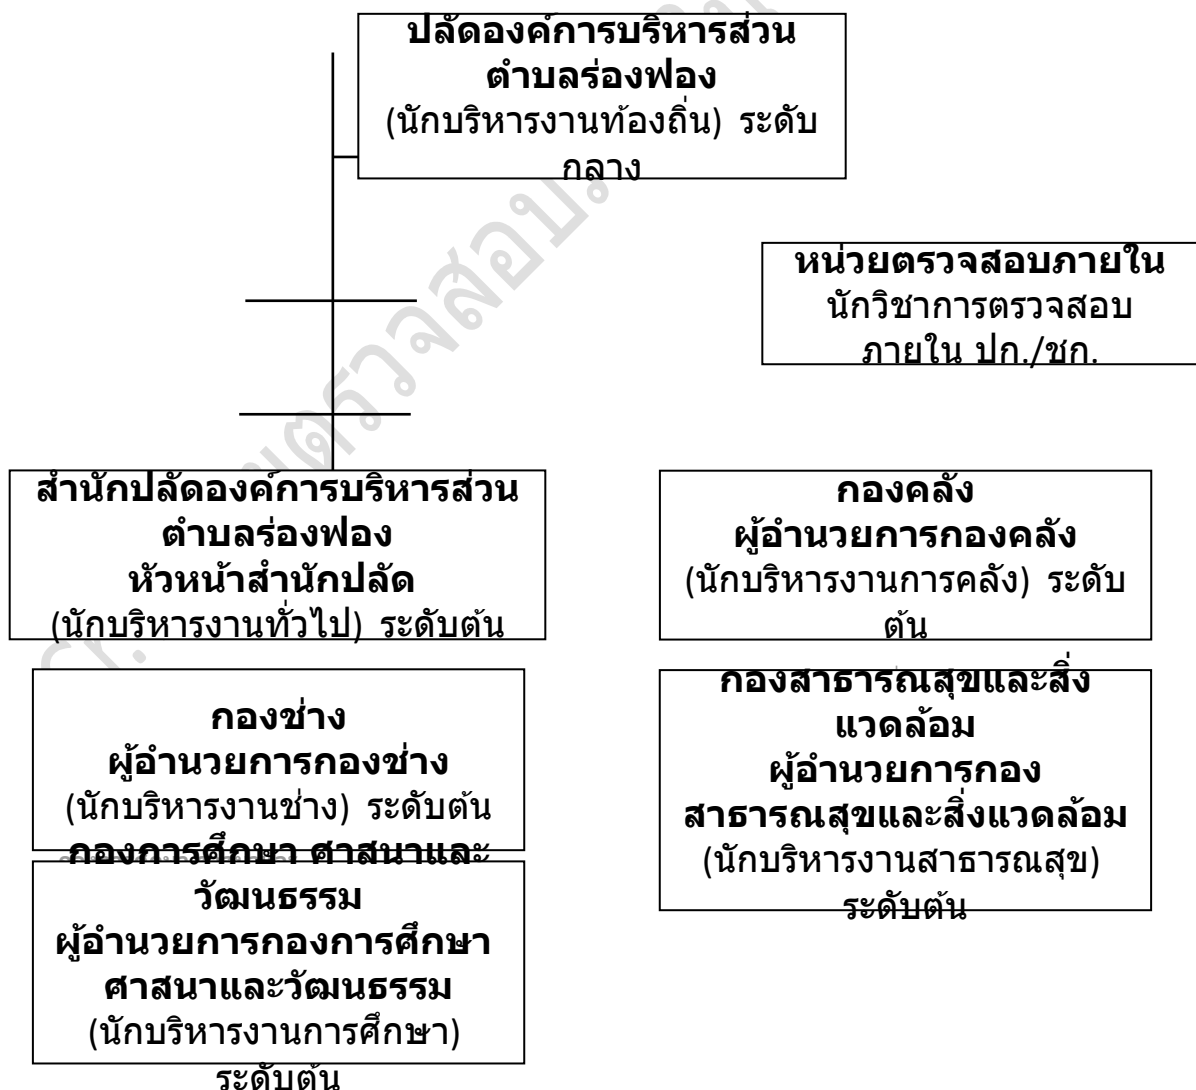 ปลัดองค์การบริหารส่วน
ตำบลร่องฟอง
(นักบริหารงานท้องถิ่น) ระดับ
กลาง
หน่วยตรวจสอบภายใน
นักวิชาการตรวจสอบ
ภายใน ปก./ชก.
สำนักปลัดองค์การบริหารส่วน
ตำบลร่องฟอง
หัวหน้าสำนักปลัด
(นักบริหารงานทั่วไป) ระดับต้น
กองคลัง
ผู้อำนวยการกองคลัง
(นักบริหารงานการคลัง) ระดับ
ต้น
กองช่าง
ผู้อำนวยการกองช่าง
(นักบริหารงานช่าง) ระดับต้น
กองสาธารณสุขและสิ่ง
แวดล้อม
ผู้อำนวยการกอง
สาธารณสุขและสิ่งแวดล้อม
(นักบริหารงานสาธารณสุข)
ระดับต้น
กองการศึกษา ศาสนาและ
วัฒนธรรม
ผู้อำนวยการกองการศึกษา
ศาสนาและวัฒนธรรม
(นักบริหารงานการศึกษา)
ระดับต้น